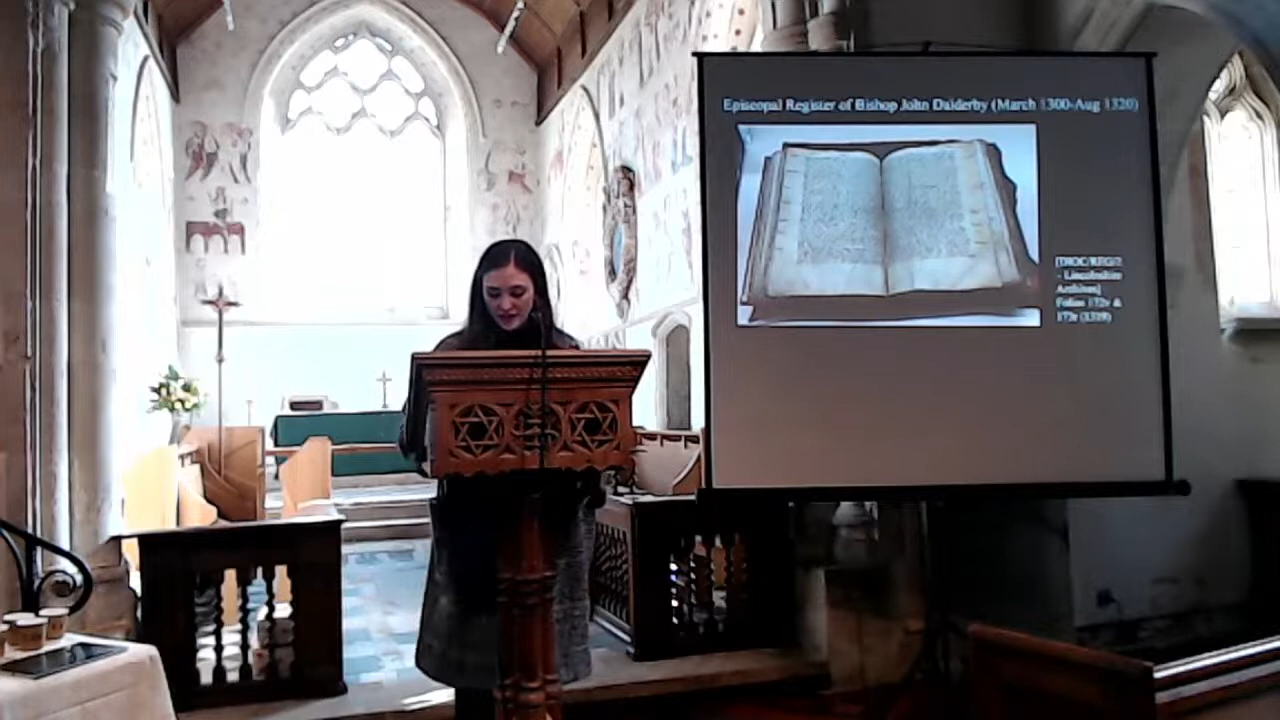 Episcopal Register of Bishop John Dalderby (March 1300-Aug 1320)
[DIOC/REG/2
- Lincolnshire
Archives]
Folios 172v &
173r (1319)